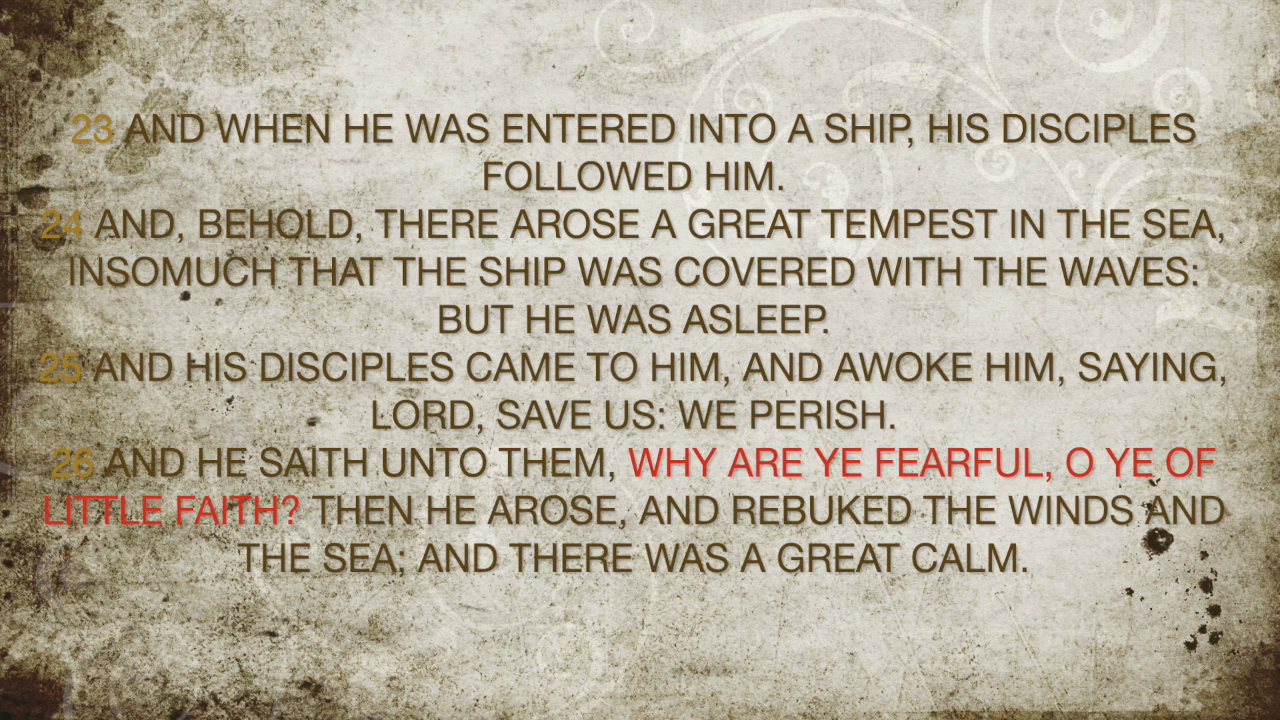 23 AND WHEN HE WAS ENTERED INTO A SHIP, HIS DISCIPLES
FOLLOWED HIM.
24 AND, BEHOLD, THERE AROSE A GREAT TEMPEST IN THE SEA,
INSOMUCH THAT THE SHIP WAS COVERED WITH THE WAVES:
BUT HE WAS ASLEEP.
25 AND HIS DISCIPLES CAME TO HIM, AND AWOKE HIM, SAYING,
LORD, SAVE US: WE PERISH.
26 AND HE SAITH UNTO THEM, WHY ARE YE FEARFUL, O YE OF
LITTLE FAITH? THEN HE AROSE, AND REBUKED THE WINDS AND
THE SEA; AND THERE WAS A GREAT CALM.